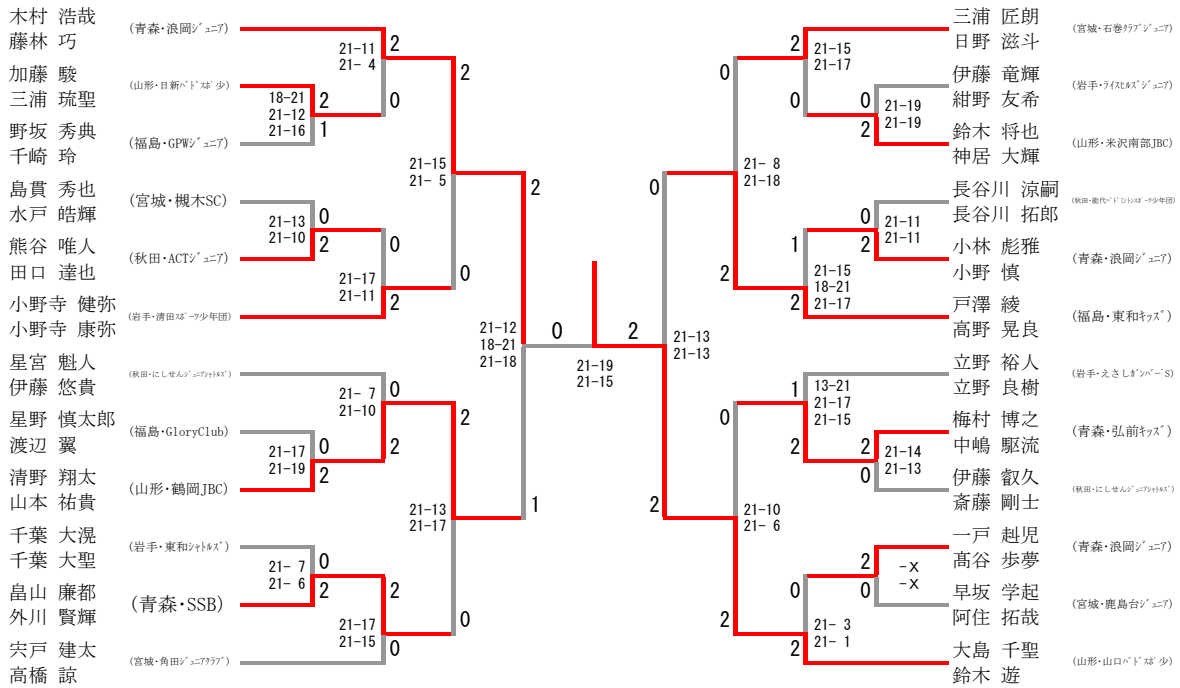 木村 浩哉
藤林 巧
(青森・浪岡ｼﾞｭﾆｱ)
加藤 駿
三浦 琉聖
(山形・日新ﾊﾞﾄﾞｽﾎﾟ少)
野坂 秀典
千崎 玲
(福島・GPWｼﾞｭﾆｱ)
島貫 秀也
水戸 皓輝
(宮城・槻木SC)
熊谷 唯人
田口 達也
(秋田・ACTｼﾞｭﾆｱ)
小野寺 健弥
小野寺 康弥
(岩手・清田ｽﾎﾟｰﾂ少年団)
星宮 魁人
伊藤 悠貴
(秋田・にしせんｼﾞｭﾆｱｼｬﾄﾙｽﾞ)
星野 慎太郎
渡辺 翼
(福島・GloryClub)
清野 翔太
山本 祐貴
(山形・鶴岡JBC)
千葉 大滉
千葉 大聖
(岩手・東和ｼｬﾄﾙｽﾞ)
畠山 廉都
外川 賢輝
(青森・SSB)
宍戸 建太
高橋 諒
(宮城・角田ｼﾞｭﾆｱｸﾗﾌﾞ)
21-11
21- 4
2
0
18-21
21-12
21-16
2
1
2
21-15
21- 5
0
21-13
21-10
0
2
0
21-17
21-11
2
2
21-12
18-21
21-18
1
21- 7
21-10
0
2
21-17
21-19
0
2
2
21-13
21-17
0
21- 7
21- 6
0
2
2
21-17
21-15
0
0
2
21-19
21-15
0
21-13
21-13
2
0
21- 8
21-18
2
2
21-15
21-17
0
0
21-19
21-19
2
1
21-15
18-21
21-17
2
0
21-11
21-11
2
0
21-10
21- 6
2
1
13-21
21-17
21-15
2
2
21-14
21-13
0
0
21- 3
21- 1
2
2
-X
-X
0
三浦 匠朗
日野 滋斗
(宮城・石巻ｸﾗﾌﾞｼﾞｭﾆｱ)
伊藤 竜輝
紺野 友希
(岩手・ﾗｲｽﾋﾙｽﾞｼﾞｭﾆｱ)
鈴木 将也
神居 大輝
(山形・米沢南部JBC)
長谷川 涼嗣
長谷川 拓郎
(秋田・能代ﾊﾞﾄﾞﾐﾝﾄﾝｽﾎﾟｰﾂ少年団)
小林 彪雅
小野 慎
(青森・浪岡ｼﾞｭﾆｱ)
戸澤 綾
高野 晃良
(福島・東和ｷｯｽﾞ)
立野 裕人
立野 良樹
(岩手・えさしｶﾞﾝﾊﾞｰｽﾞS)
梅村 博之
中嶋 駆流
(青森・弘前ｷｯｽﾞ)
伊藤 叡久
斎藤 剛士
(秋田・にしせんｼﾞｭﾆｱｼｬﾄﾙｽﾞ)
一戸 赳児
髙谷 歩夢
(青森・浪岡ｼﾞｭﾆｱ)
早坂 学起
阿住 拓哉
(宮城・鹿島台ｼﾞｭﾆｱ)
大島 千聖
鈴木 遊
(山形・山口ﾊﾞﾄﾞｽﾎﾟ少)